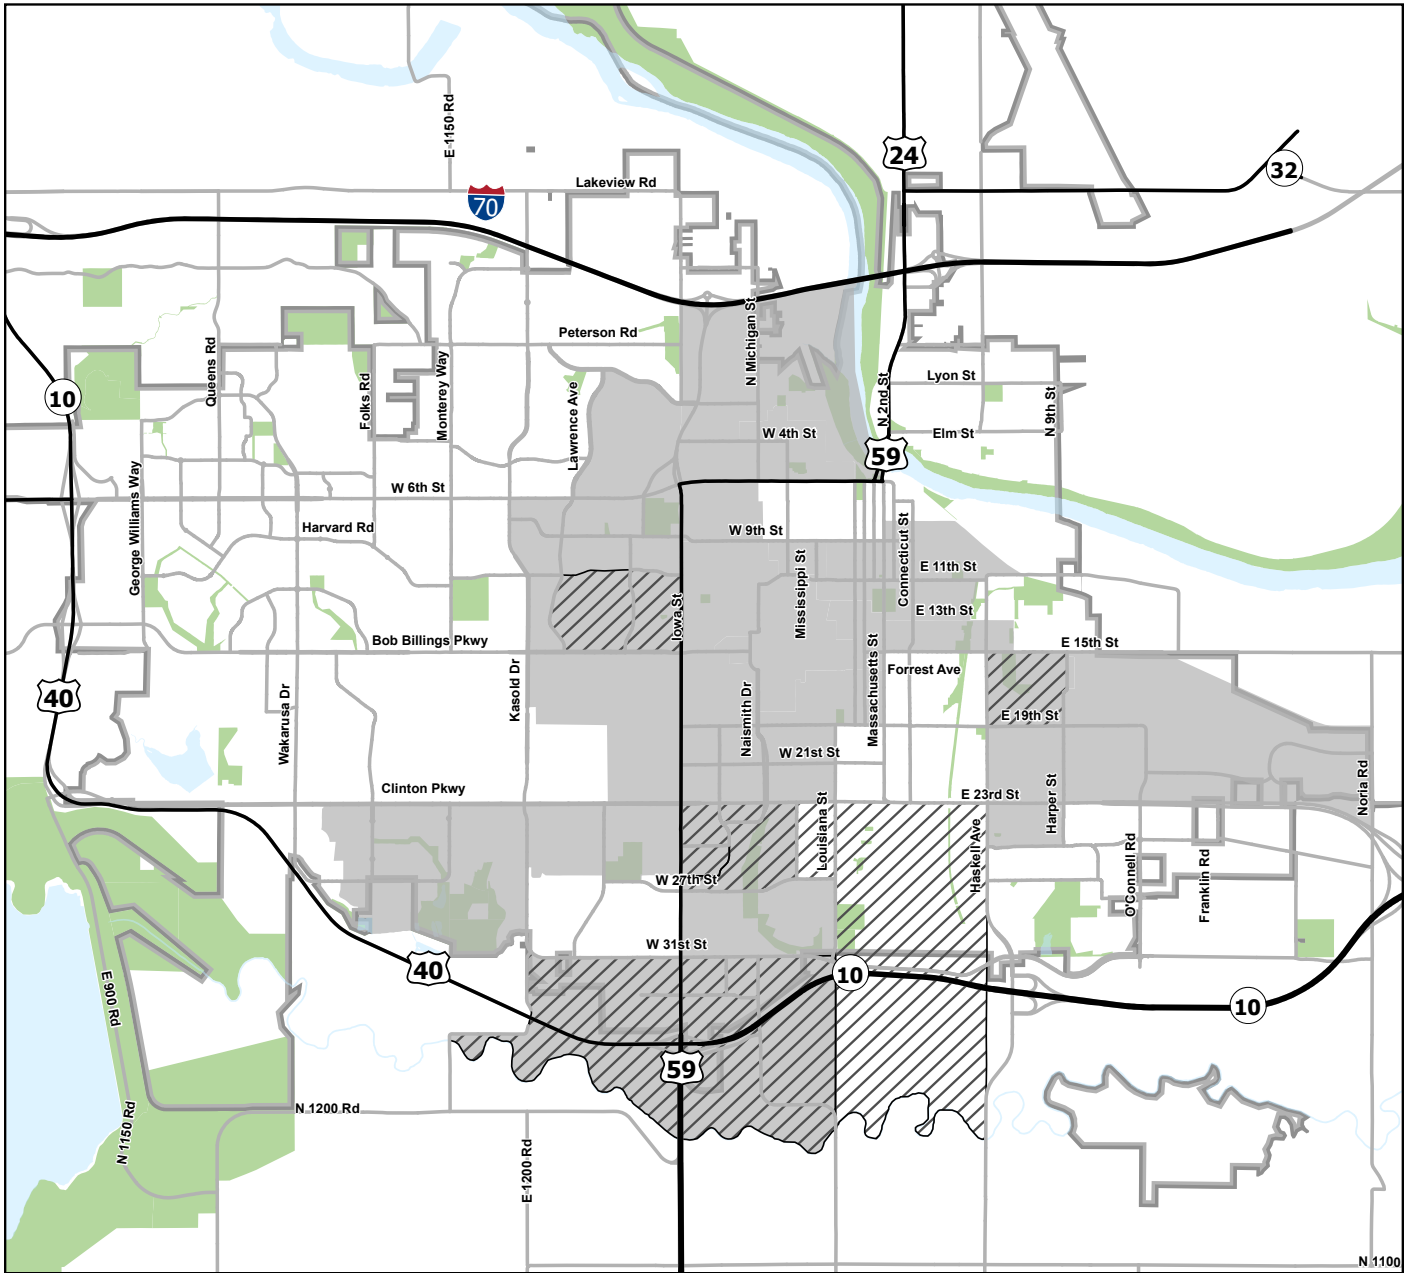 E 1150 Rd
24
32
Lakeview Rd
70
N Michigan St
Peterson Rd
Queens Rd
Folks Rd
Monterey Way
Lawrence Ave
Lyon St
N 2nd St
N 9th St
10
W 4th St
Elm St
59
George Williams Way
W 6th St
Harvard Rd
W 9th St
Connecticut St
Mississippi St
E 11th St
Iowa St
E 13th St
Bob Billings Pkwy
E 15th St
Massachusetts St
Forrest Ave
40
Wakarusa Dr
Kasold Dr
Naismith Dr
E 19th St
W 21st St
Clinton Pkwy
E 23rd St
Noria Rd
Louisiana St
Harper St
Haskell Ave
O'Connell Rd
Franklin Rd
W 27th St
W 31st St
40
10
E 900 Rd
10
59
N 1200 Rd
N 1150 Rd
E 1200 Rd
N 1100